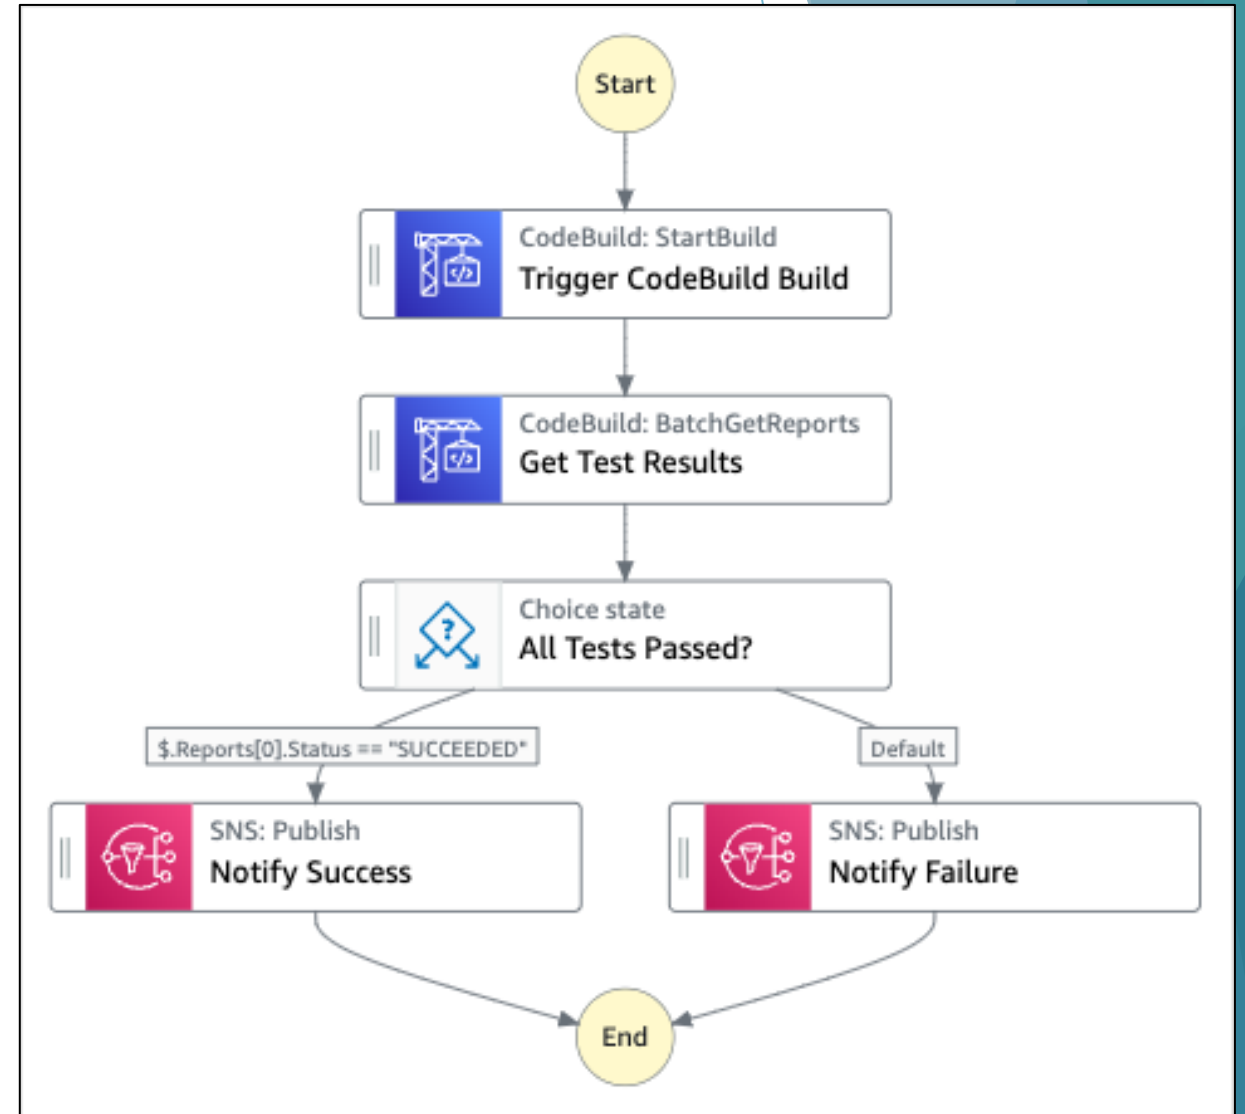 Start
CodeBuild: StartBuild
Trigger CodeBuild Build
CodeBuild: BatchGetReports
Get Test Results
Choice state
All Tests Passed?
$.Reports[0].Status == "SUCCEEDED"
Default
SNS: Publish
Notify Success
SNS: Publish
Notify Failure
End